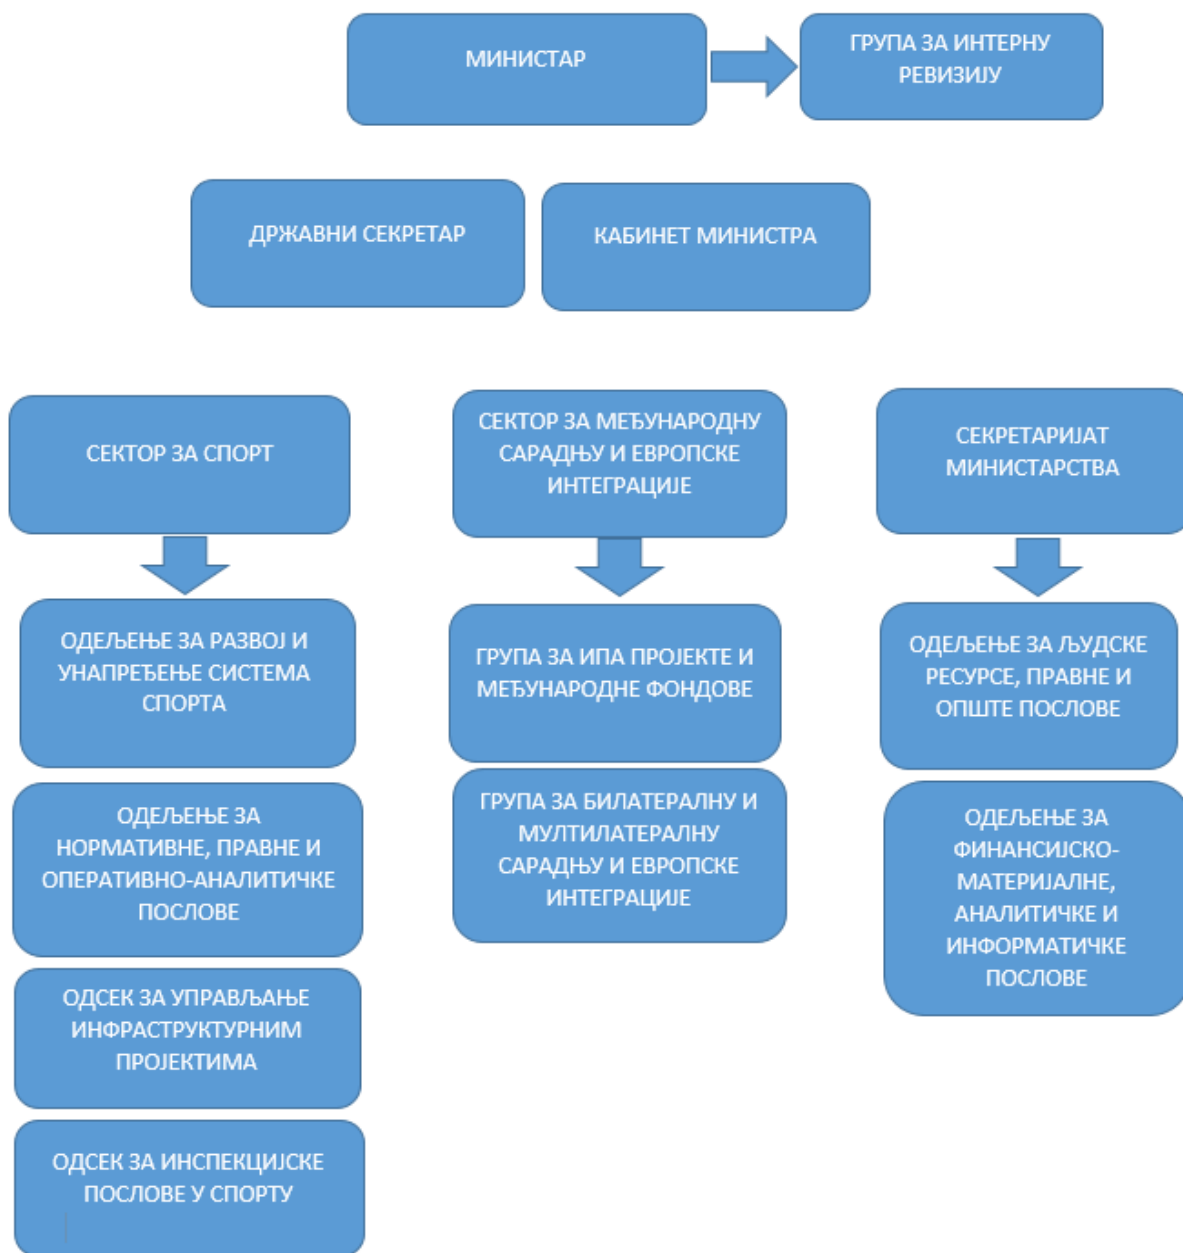 МИНИСТАР
ГРУПА ЗА ИНТЕРНУ
РЕВИЗИЈУ
ДРЖАВНИ СЕКРЕТАР
КАБИНЕТ МИНИСТРА
СЕКТОР ЗА СПОРТ
СЕКТОР ЗА МЕЂУНАРОДНУ
САРАДЊУ И ЕВРОПСКЕ
ИНТЕГРАЦИЈЕ
СЕКРЕТАРИЈАТ
МИНИСТАРСТВА
ОДЕЉЕЊЕ ЗА РАЗВОЈ И
УНАПРЕЂЕЊЕ СИСТЕМА
СПОРТА
ОДЕЉЕЊЕ ЗА
НОРМАТИВНЕ, ПРАВНЕ И
ОПЕРАТИВНО-АНАЛИТИЧКЕ
ПОСЛОВЕ
ОДСЕК ЗА УПРАВЉАЊЕ
ИНФРАСТРУКТУРНИМ
ПРОЈЕКТИМА
ОДСЕК ЗА ИНСПЕКЦИЈСКЕ
ПОСЛОВЕ У СПОРТУ
ГРУПА ЗА ИПА ПРОЈЕКТЕ И
МЕЂУНАРОДНЕ ФОНДОВЕ
ГРУПА ЗА БИЛАТЕРАЛНУ И
МУЛТИЛАТЕРАЛНУ
САРАДЊУ И ЕВРОПСКЕ
ИНТЕГРАЦИЈЕ
ОДЕЉЕЊЕ ЗА ЉУДСКЕ
РЕСУРСЕ, ПРАВНЕ И
ОПШТЕ ПОСЛОВЕ
ОДЕЉЕЊЕ ЗА
ФИНАНСИЈСКО-
МАТЕРИЈАЛНЕ,
АНАЛИТИЧКЕ И
ИНФОРМАТИЧКЕ
ПОСЛОВЕ